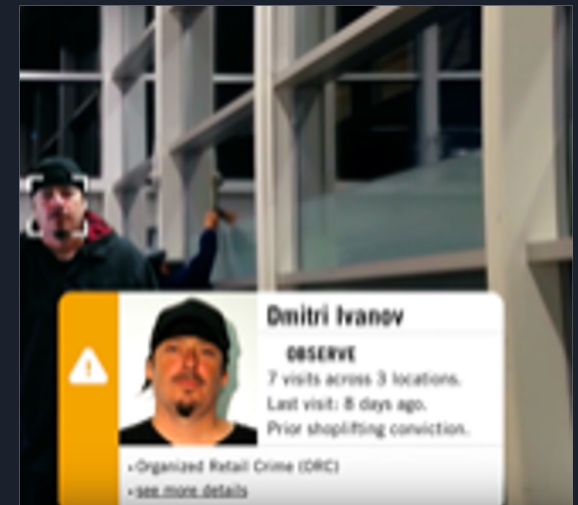 Dmitri Ivanov
OBSERVE
7 visits across 3 locations.
Last visit: 8 days ago.
Prior shoplifting conviction.
• Organized Retail Crime (ORC)
• see more details